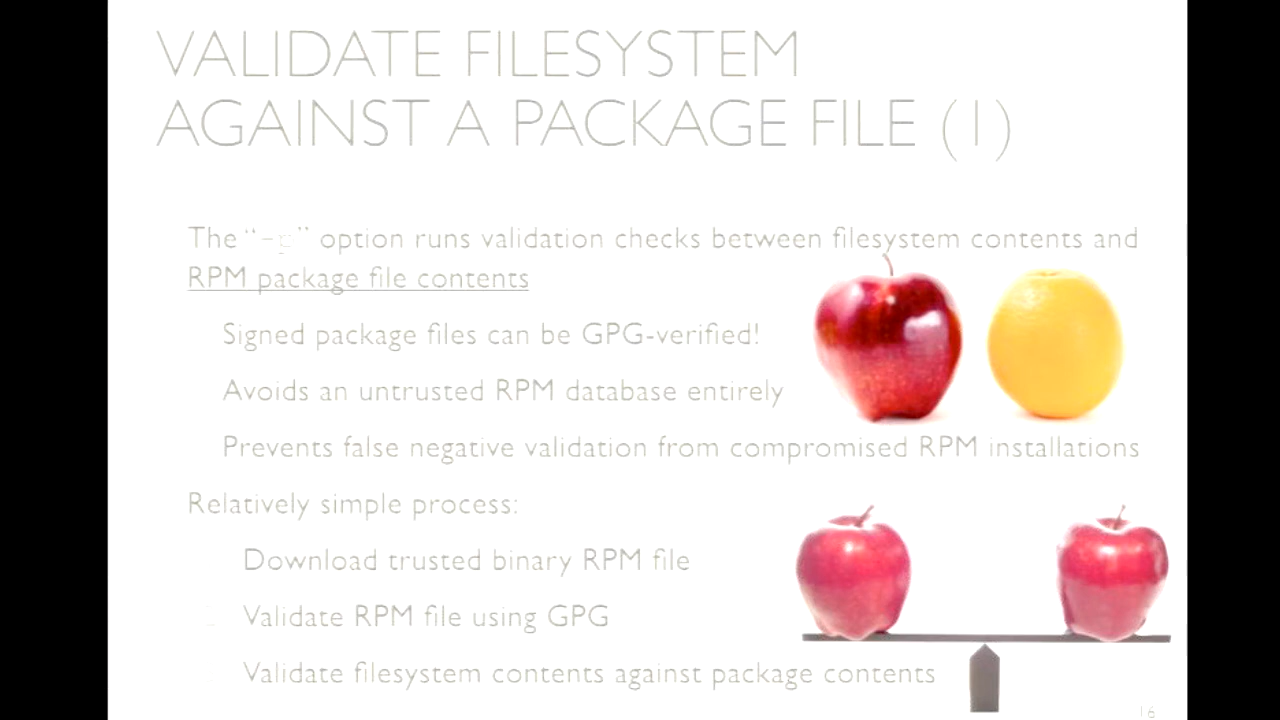 VALIDATE FILESYSTEM
AGAINST A PACKAGE FILE (1)
The “–p” option runs validation checks between filesystem contents and
RPM package file contents
Signed package files can be GPG-verified!
Avoids an untrusted RPM database entirely
Prevents false negative validation from compromised RPM installations
Relatively simple process:
Download trusted binary RPM file
Validate RPM file using GPG
Validate filesystem contents against package contents
16